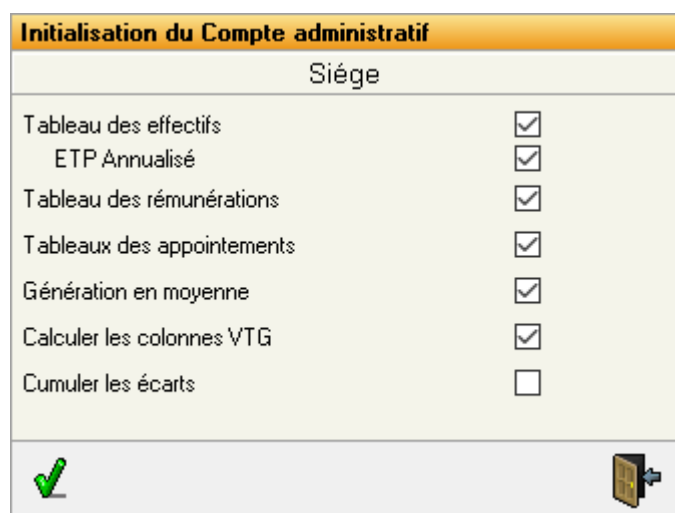 Initialisation du Compte administratif
Siége
Tableau des effectifs
ETP Annualisé
Tableau des rémunérations
Tableaux des appointements
Génération en moyenne
Calculer les colonnes VTG
Cumuler les écarts